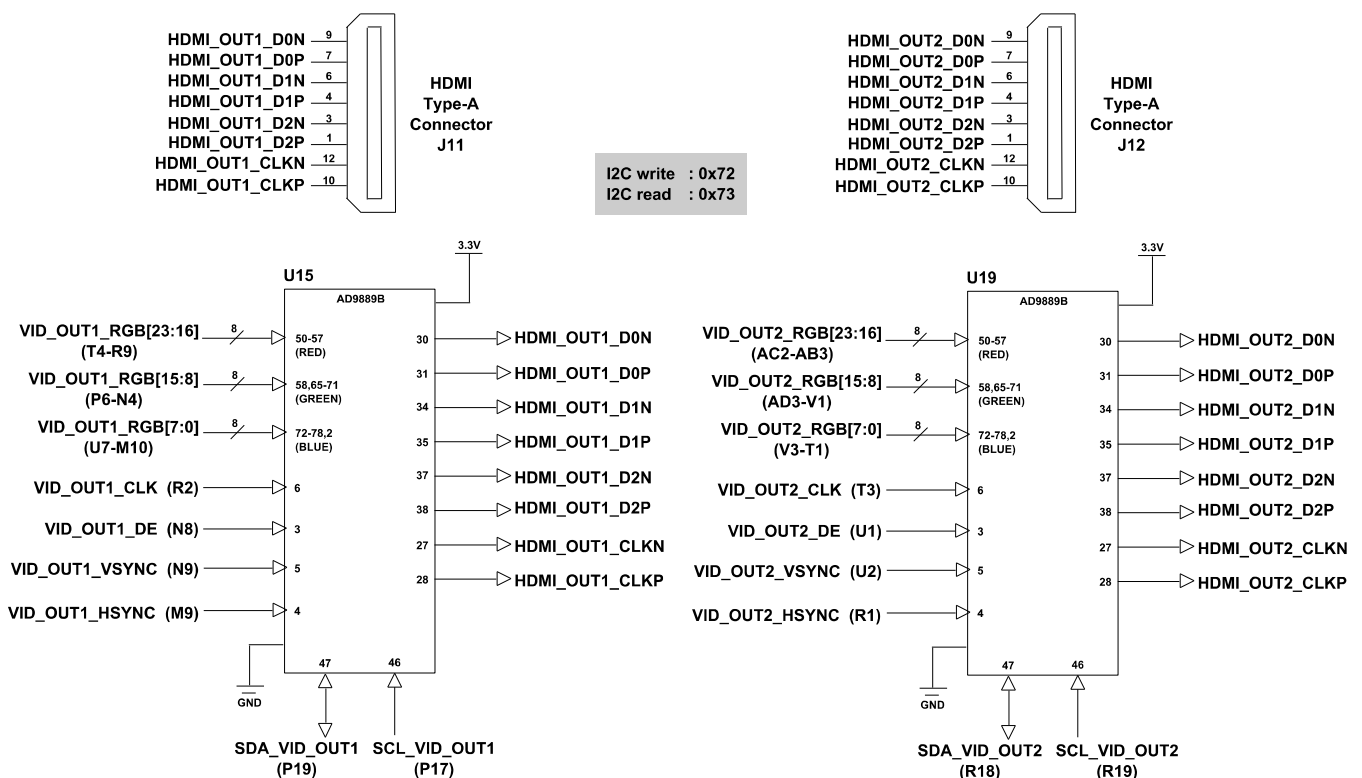 HDMI_OUT1_D0N 9
HDMI_OUT1_D0P 7
HDMI_OUT1_D1N 6
HDMI_OUT1_D1P 4
HDMI_OUT1_D2N 3
HDMI_OUT1_D2P 1
HDMI_OUT1_CLKN 12
HDMI_OUT1_CLKP 10
HDMI
Type-A
Connector
J11
I2C write : 0x72
I2C read : 0x73
HDMI_OUT2_D0N 9
HDMI_OUT2_D0P 7
HDMI_OUT2_D1N 6
HDMI_OUT2_D1P 4
HDMI_OUT2_D2N 3
HDMI_OUT2_D2P 1
HDMI_OUT2_CLKN 12
HDMI_OUT2_CLKP 10
HDMI
Type-A
Connector
J12
3.3V
U15
AD9889B
VID_OUT1_RGB[23:16] 8
(T4-R9)
50-57
(RED)
VID_OUT1_RGB[15:8] 8
(P6-N4)
58,65-71
(GREEN)
VID_OUT1_RGB[7:0] 8
(U7-M10)
72-78,2
(BLUE)
VID_OUT1_CLK (R2) 6
VID_OUT1_DE (N8) 3
VID_OUT1_VSYNC (N9) 5
VID_OUT1_HSYNC (M9) 4
30 HDMI_OUT1_D0N
31 HDMI_OUT1_D0P
34 HDMI_OUT1_D1N
35 HDMI_OUT1_D1P
37 HDMI_OUT1_D2N
38 HDMI_OUT1_D2P
27 HDMI_OUT1_CLKN
28 HDMI_OUT1_CLKP
GND
47 46
SDA_VID_OUT1 SCL_VID_OUT1
(P19) (P17)
3.3V
U19
AD9889B
VID_OUT2_RGB[23:16] 8
(AC2-AB3)
50-57
(RED)
VID_OUT2_RGB[15:8] 8
(AD3-V1)
58,65-71
(GREEN)
VID_OUT2_RGB[7:0] 8
(V3-T1)
72-78,2
(BLUE)
VID_OUT2_CLK (T3) 6
VID_OUT2_DE (U1) 3
VID_OUT2_VSYNC (U2) 5
VID_OUT2_HSYNC (R1) 4
30 HDMI_OUT2_D0N
31 HDMI_OUT2_D0P
34 HDMI_OUT2_D1N
35 HDMI_OUT2_D1P
37 HDMI_OUT2_D2N
38 HDMI_OUT2_D2P
27 HDMI_OUT2_CLKN
28 HDMI_OUT2_CLKP
GND
47 46
SDA_VID_OUT2 SCL_VID_OUT2
(R18) (R19)